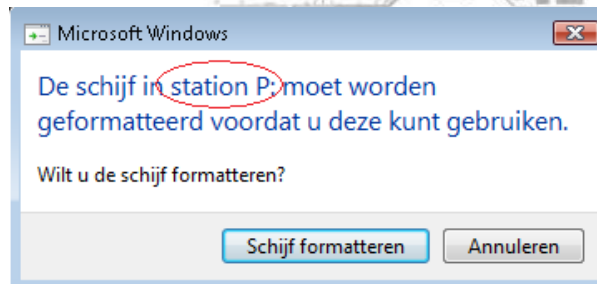 Microsoft Windows
De schijf in station P: moet worden
geformatteerd voordat u deze kunt gebruiken.
Wilt u de schijf formatteren?
Schijf formatteren Annuleren